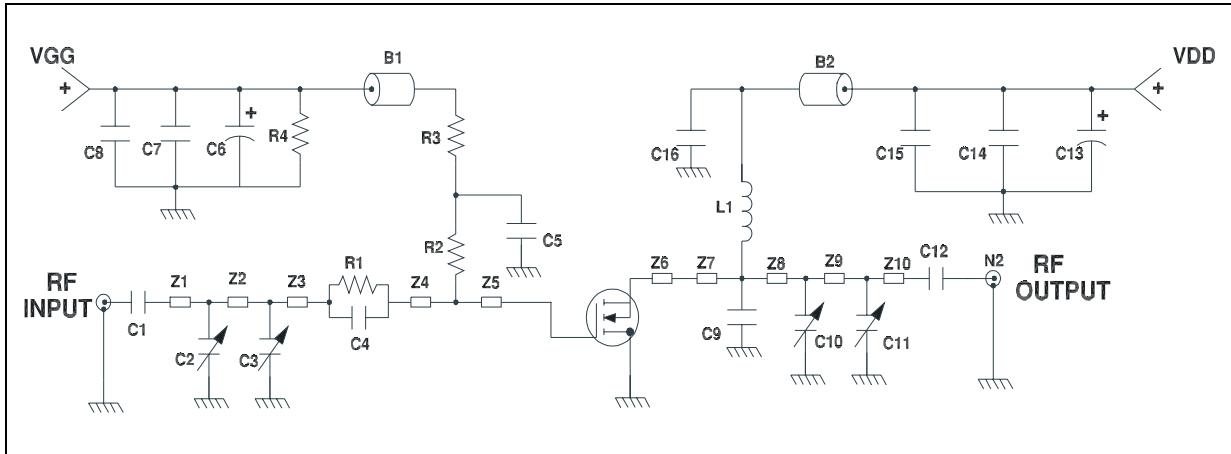 VGG
+
B1
B2
VDD
+
C8
C7
C6
+
R4
R3
C16
C15
C14
C13
+
L1
R2
C5
RF
INPUT
C1
Z1
Z2
Z3
R1
C4
Z4
Z5
C2
C3
Z6
Z7
Z8
Z9
Z10
C12
N2
RF
OUTPUT
C9
C10
C11